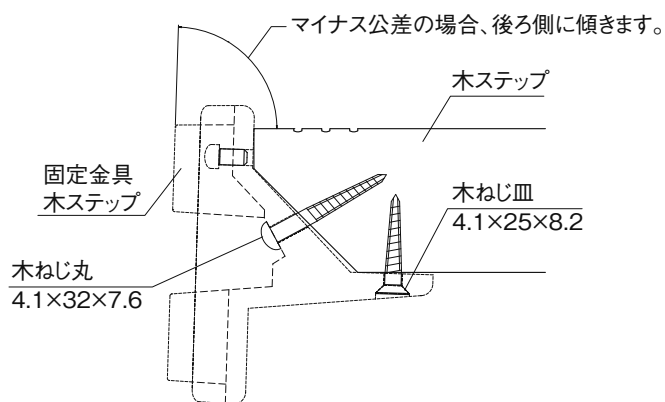 マイナス公差の場合、後ろ側に傾きます。
木ステップ
固定金具
木ステップ
木ねじ皿
4.1×25×8.2
木ねじ丸
4.1×32×7.6